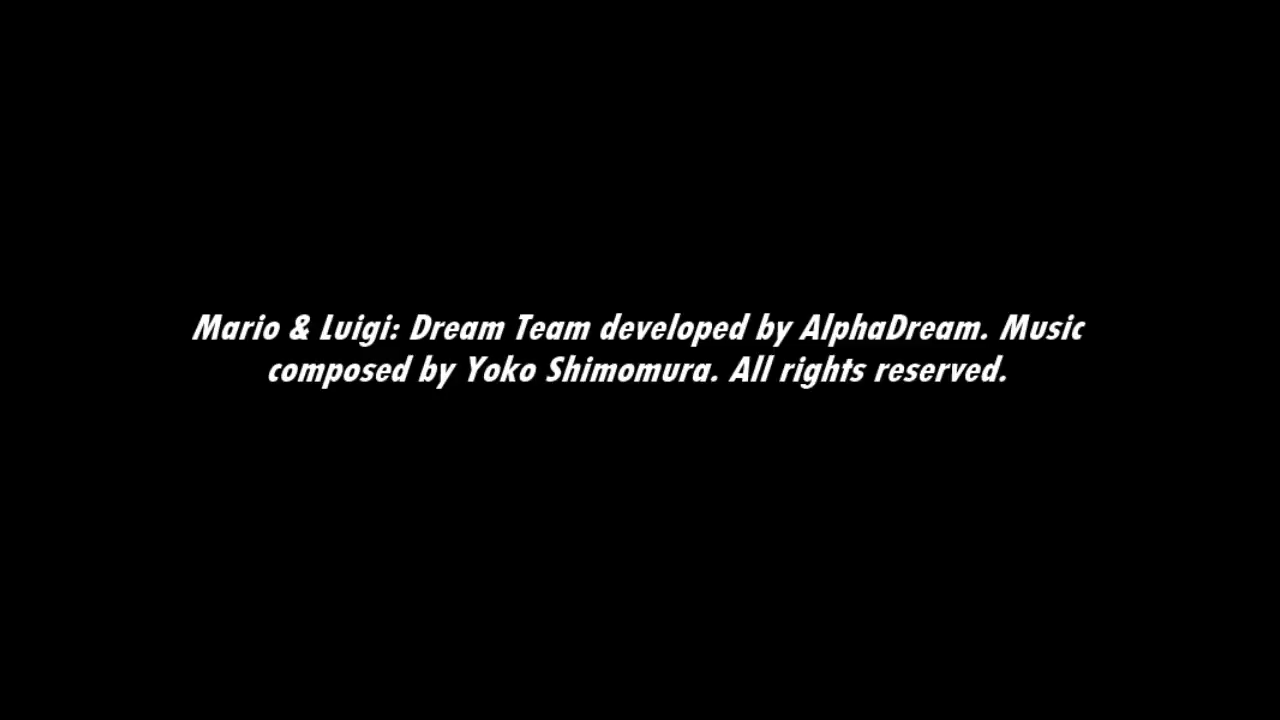 Mario & Luigi: Dream Team developed by AlphaDream. Music
composed by Yoko Shimomura. All rights reserved.